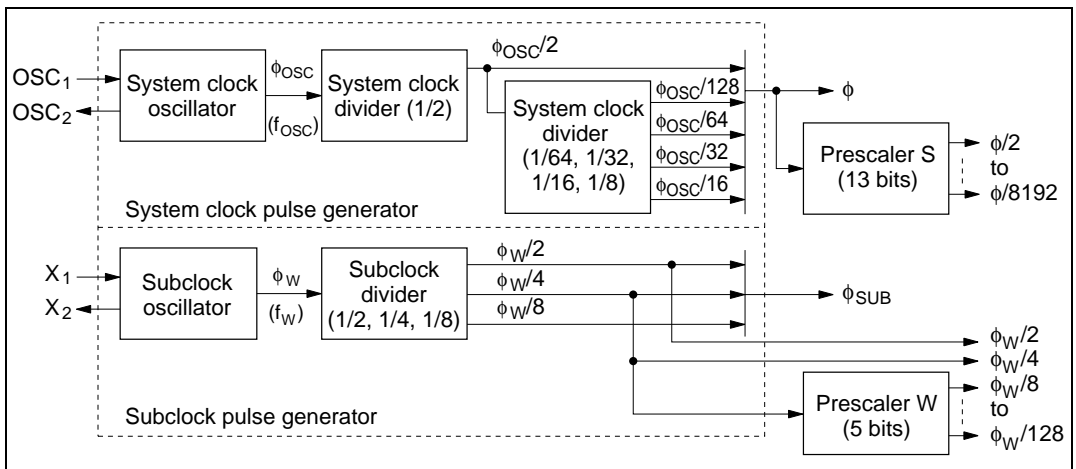 OSC1
OSC2
System clock
oscillator
ϕOSC
(fOSC)
System clock
divider (1/2)
ϕOSC/2
System clock
divider
(1/64, 1/32,
1/16, 1/8)
ϕOSC/128
ϕOSC/64
ϕOSC/32
ϕOSC/16
ϕ
Prescaler S
(13 bits)
ϕ/2
to
ϕ/8192
System clock pulse generator
X1
X2
Subclock
oscillator
ϕW
(fW)
Subclock
divider
(1/2, 1/4, 1/8)
ϕW/2
ϕW/4
ϕW/8
ϕSUB
ϕW/2
ϕW/4
Prescaler W
(5 bits)
ϕW/8
to
ϕW/128
Subclock pulse generator